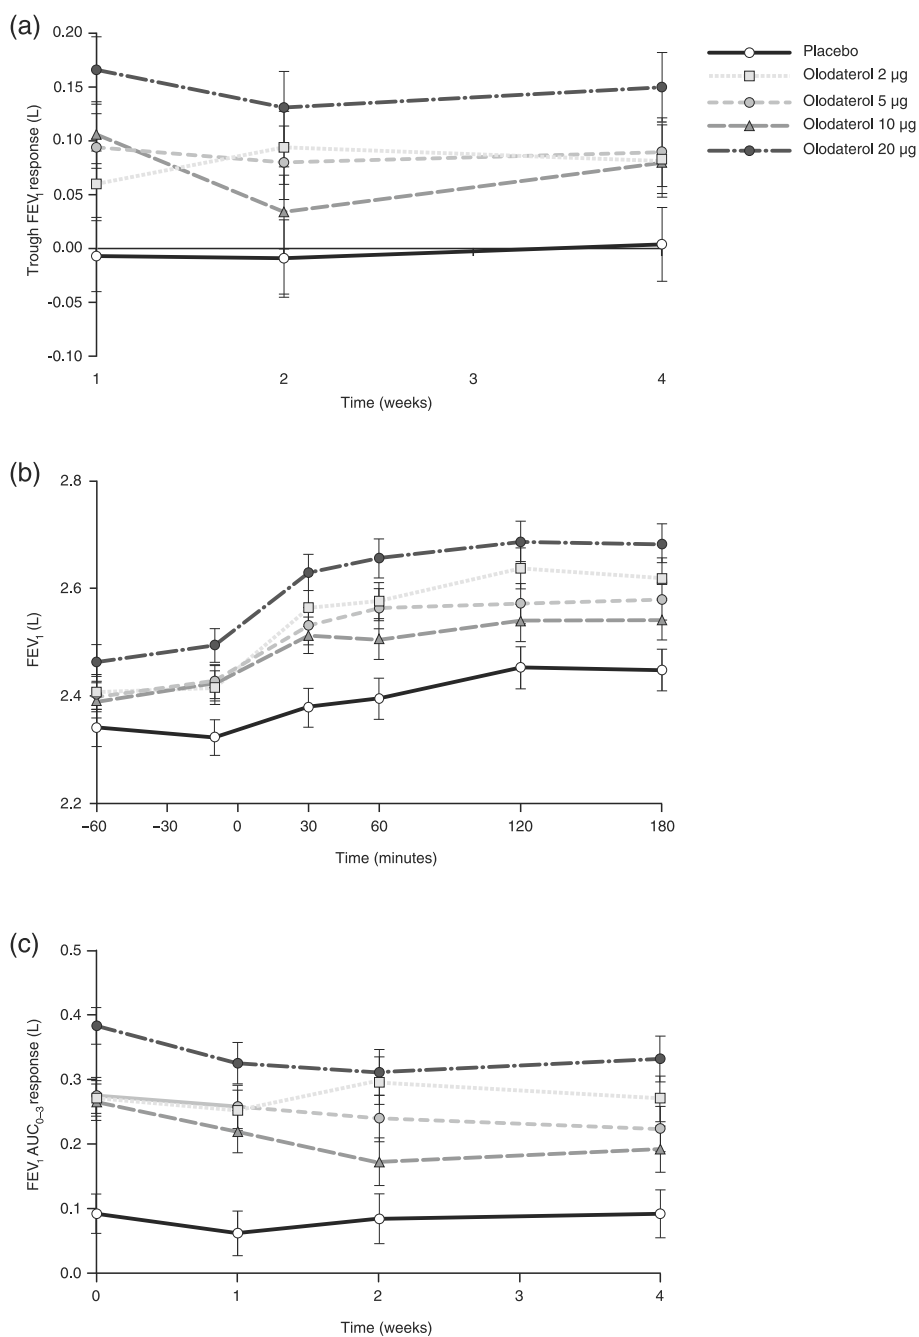 (a)
0.20
0.15
0.10
0.05
0.00
-0.05
-0.10
Trough FEV₁ response (L)
1
2
3
4
Time (weeks)
Placebo
Olodaterol 2 µg
Olodaterol 5 µg
Olodaterol 10 µg
Olodaterol 20 µg
(b)
2.8
2.6
2.4
2.2
FEV₁ (L)
–60
–30
0
30
60
120
180
Time (minutes)
(c)
0.5
0.4
0.3
0.2
0.1
0.0
FEV₁ AUC₀₋₃ response (L)
0
1
2
3
4
Time (weeks)